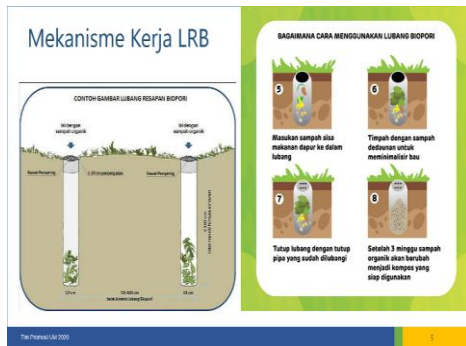 Mekanisme Kerja LRB
CONTOH GAMBAR LUBANG RESAPAN BIOPORI
Isi dengan
sampah organik
Isi dengan
sampah organik
BAGAIMANA CARA MENGGUNAKAN LUBANG BIOPORI
5
Masukan sampah sisa
makanan dapur ke dalam
lubang
6
Timpah dengan sampah
dedaunan untuk
meminimalisir bau
7
Tutup lubang dengan tutup
pipa yang sudah dilubangi
8
Setelah 3 minggu sampah
organik akan berubah
menjadi kompos yang
siap digunakan
3